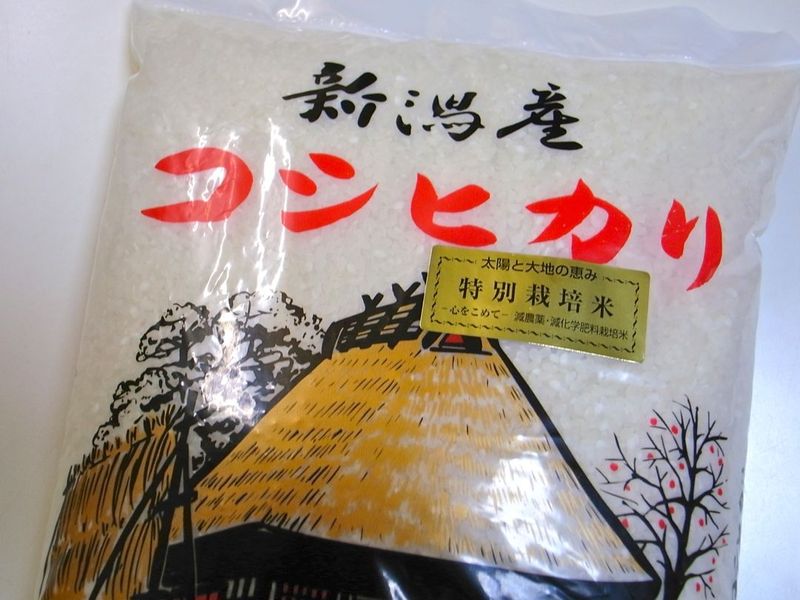 新潟産
コシヒカリ
太陽と大地の恵み
特別栽培米
-心をこめて- 減農薬・減化学肥料栽培米